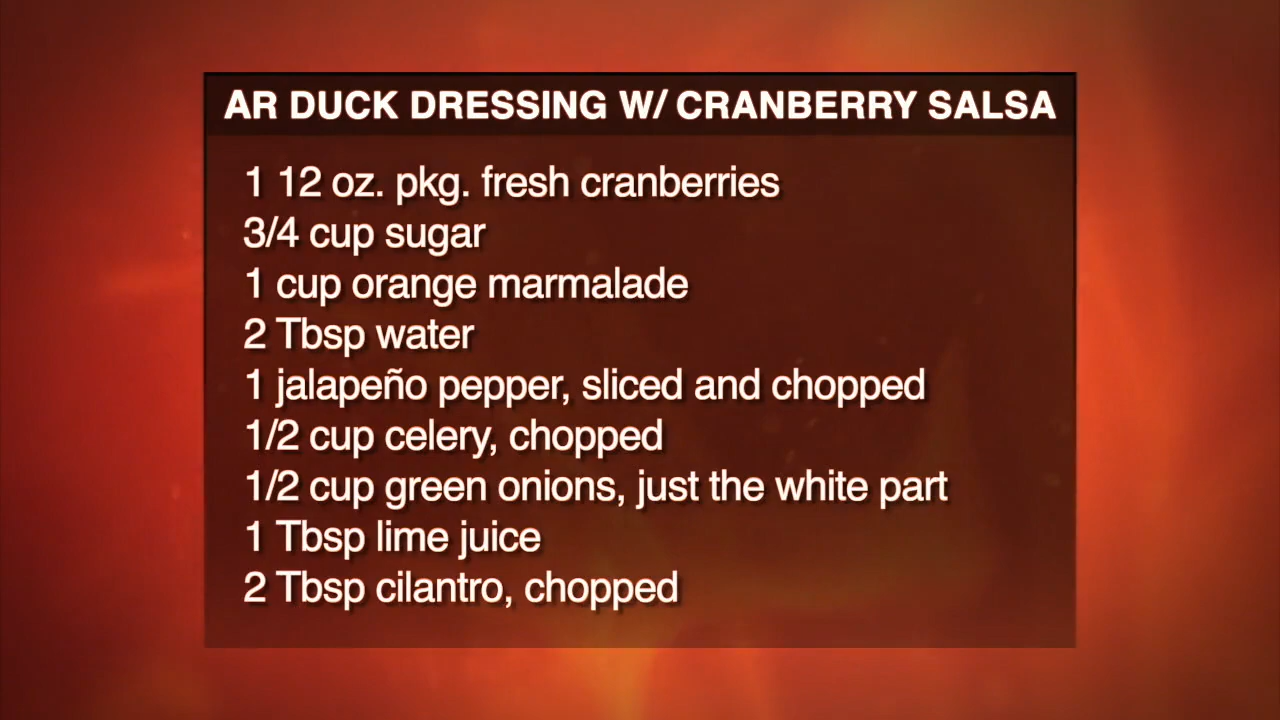 AR DUCK DRESSING W/ CRANBERRY SALSA
1 12 oz. pkg. fresh cranberries
3/4 cup sugar
1 cup orange marmalade
2 Tbsp water
1 jalapeño pepper, sliced and chopped
1/2 cup celery, chopped
1/2 cup green onions, just the white part
1 Tbsp lime juice
2 Tbsp cilantro, chopped